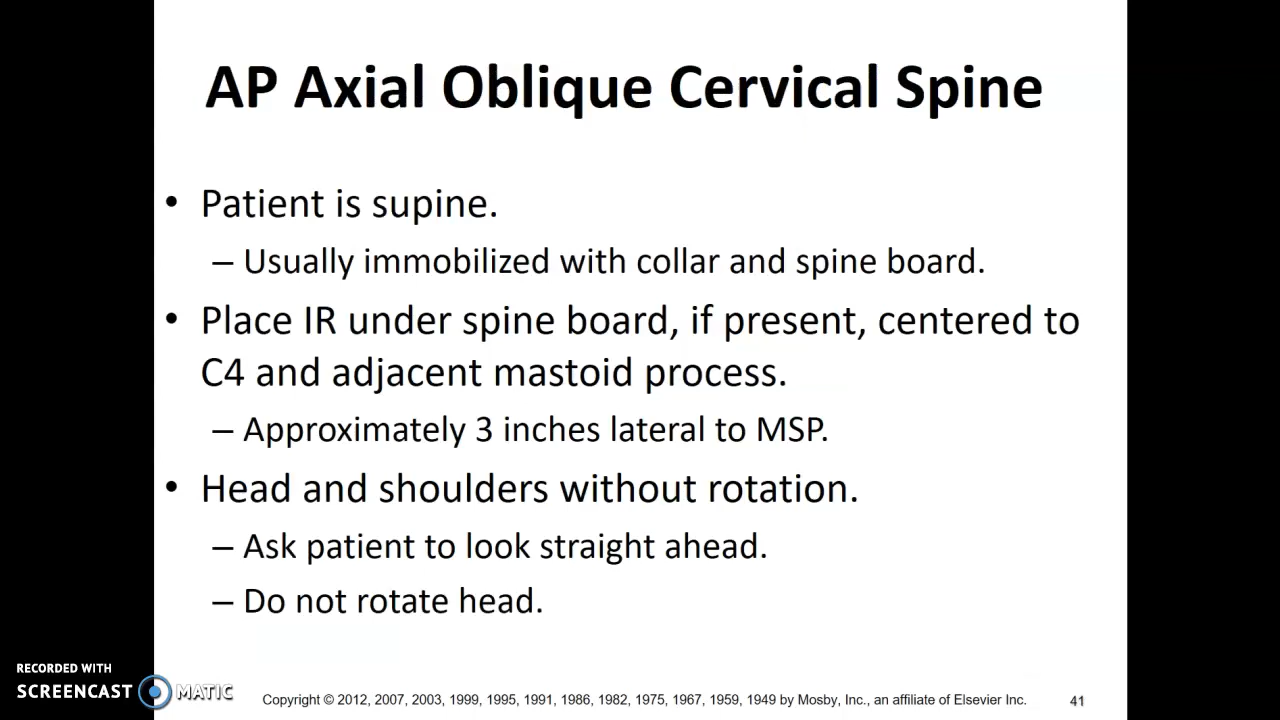 AP Axial Oblique Cervical Spine
• Patient is supine.
– Usually immobilized with collar and spine board.
• Place IR under spine board, if present, centered to
C4 and adjacent mastoid process.
– Approximately 3 inches lateral to MSP.
• Head and shoulders without rotation.
– Ask patient to look straight ahead.
– Do not rotate head.
RECORDED WITH
SCREENCAST MATIC
Copyright © 2012, 2007, 2003, 1999, 1995, 1991, 1986, 1982, 1975, 1967, 1959, 1949 by Mosby, Inc., an affiliate of Elsevier Inc.
41